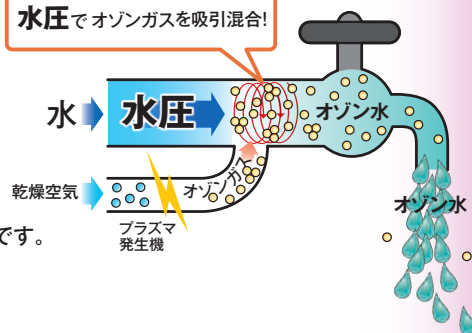 水圧でオゾンガスを吸引混合!
水
水圧
オゾン水
乾燥空気
オゾンガス
プラズマ
発生機
オゾン水
です。